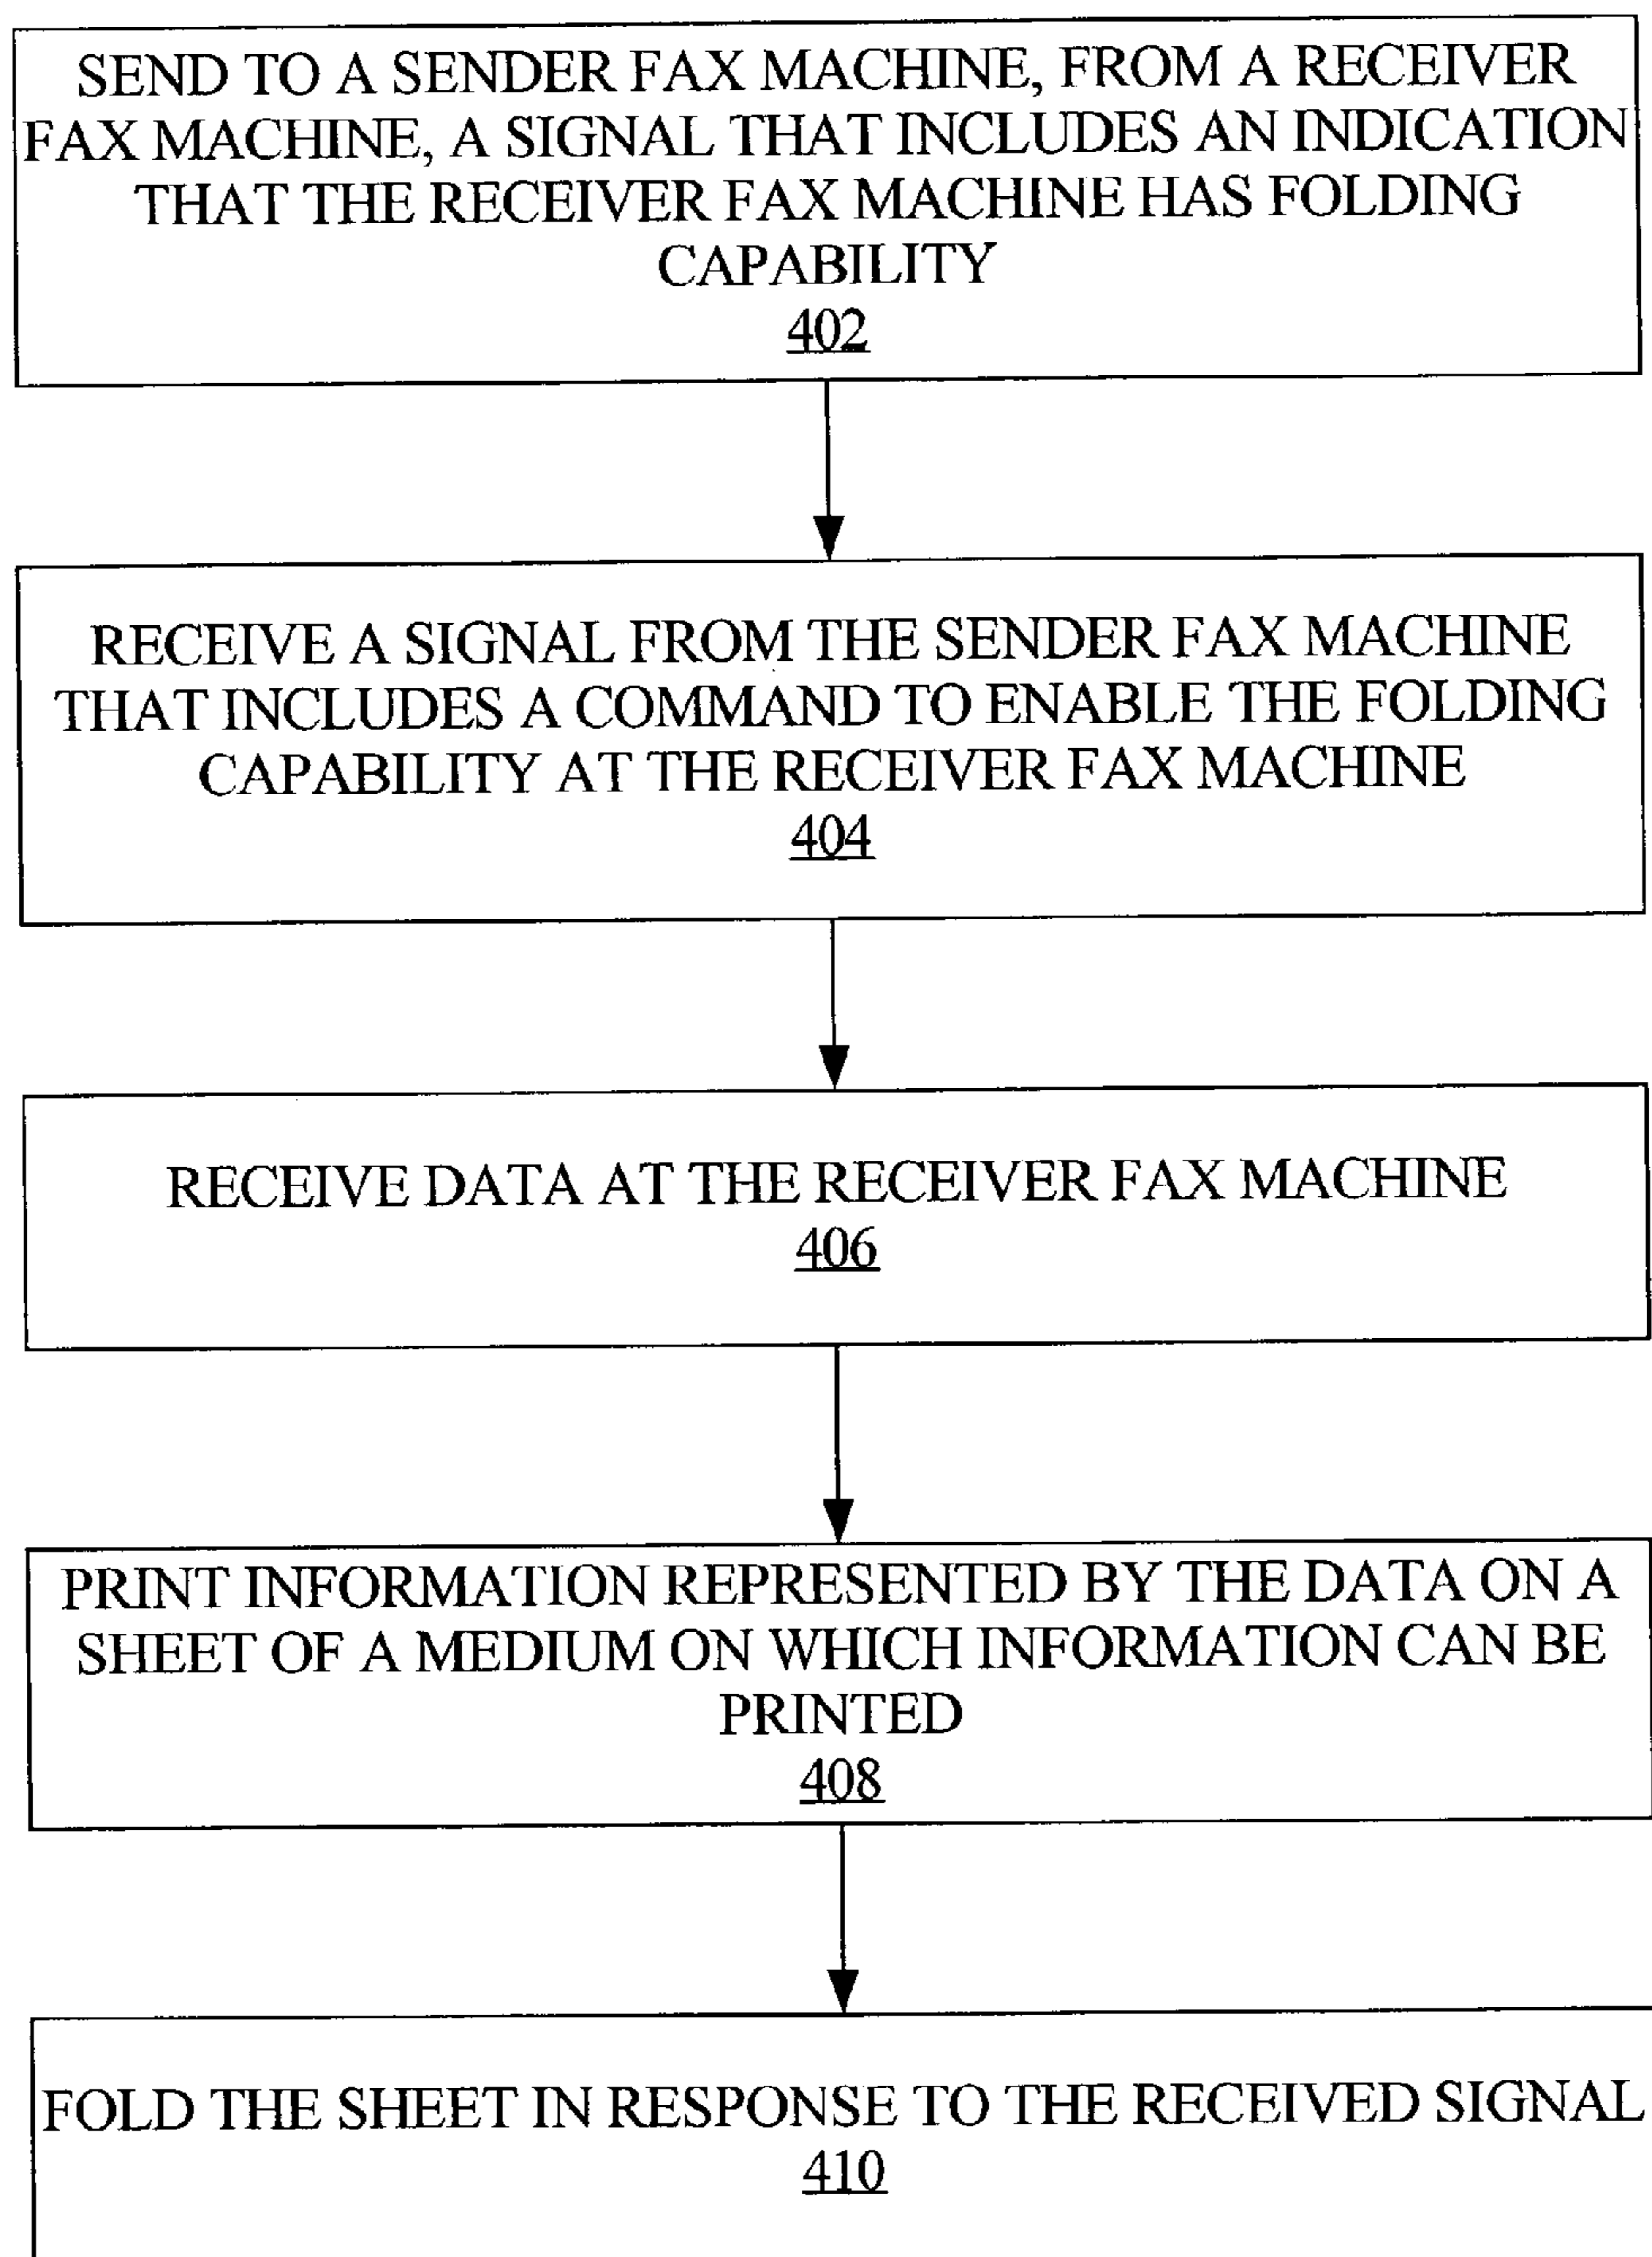 SEND TO A SENDER FAX MACHINE, FROM A RECEIVER
FAX MACHINE, A SIGNAL THAT INCLUDES AN INDICATION
THAT THE RECEIVER FAX MACHINE HAS FOLDING
CAPABILITY
402
RECEIVE A SIGNAL FROM THE SENDER FAX MACHINE
THAT INCLUDES A COMMAND TO ENABLE THE FOLDING
CAPABILITY AT THE RECEIVER FAX MACHINE
404
RECEIVE DATA AT THE RECEIVER FAX MACHINE
406
PRINT INFORMATION REPRESENTED BY THE DATA ON A
SHEET OF A MEDIUM ON WHICH INFORMATION CAN BE
PRINTED
408
FOLD THE SHEET IN RESPONSE TO THE RECEIVED SIGNAL
410